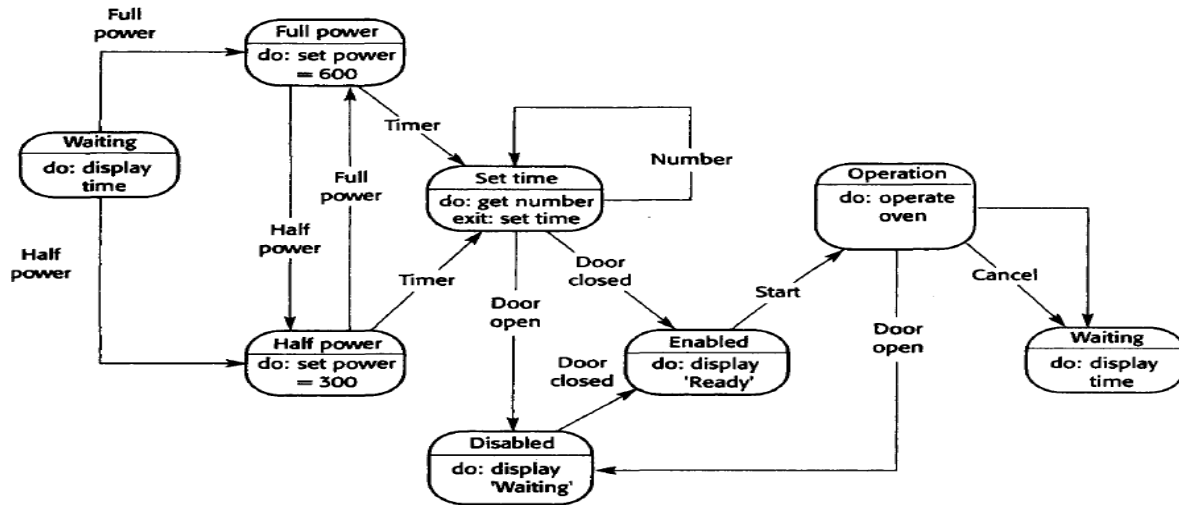 Full
power
Full power
do: set power
= 600
Waiting
do: display
time
Timer
Full
power
Half
power
Half
power
Number
Set time
do: get number
exit: set time
Operation
do: operate
oven
Timer
Door
closed
Door
open
Start
Cancel
Door
open
Half power
do: set power
= 300
Enabled
do: display
'Ready'
Door
closed
Waiting
do: display
time
Disabled
do: display
'Waiting'